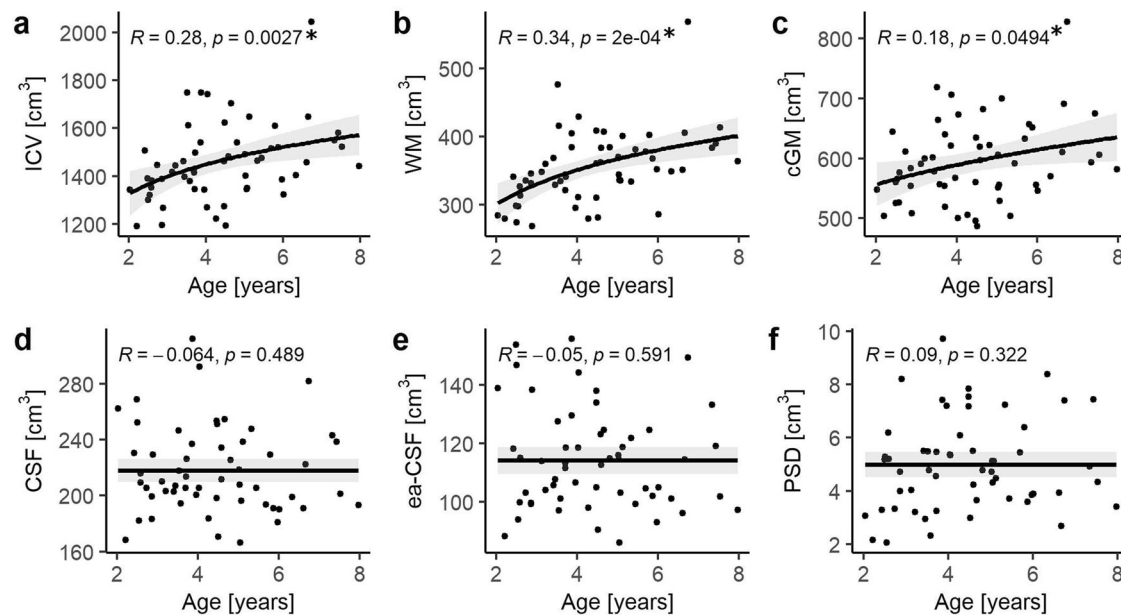 a
R = 0.28, p = 0.0027 *
ICV [cm³]
2000
1800
1600
1400
1200
2 4 6 8
Age [years]
b
R = 0.34, p = 2e-04 *
WM [cm³]
500
400
300
2 4 6 8
Age [years]
c
R = 0.18, p = 0.0494 *
cGM [cm³]
800
700
600
500
2 4 6 8
Age [years]
d
R = −0.064, p = 0.489
CSF [cm³]
280
240
200
160
2 4 6 8
Age [years]
e
R = −0.05, p = 0.591
ea-CSF [cm³]
140
120
100
2 4 6 8
Age [years]
f
R = 0.09, p = 0.322
PSD [cm³]
10
8
6
4
2
2 4 6 8
Age [years]